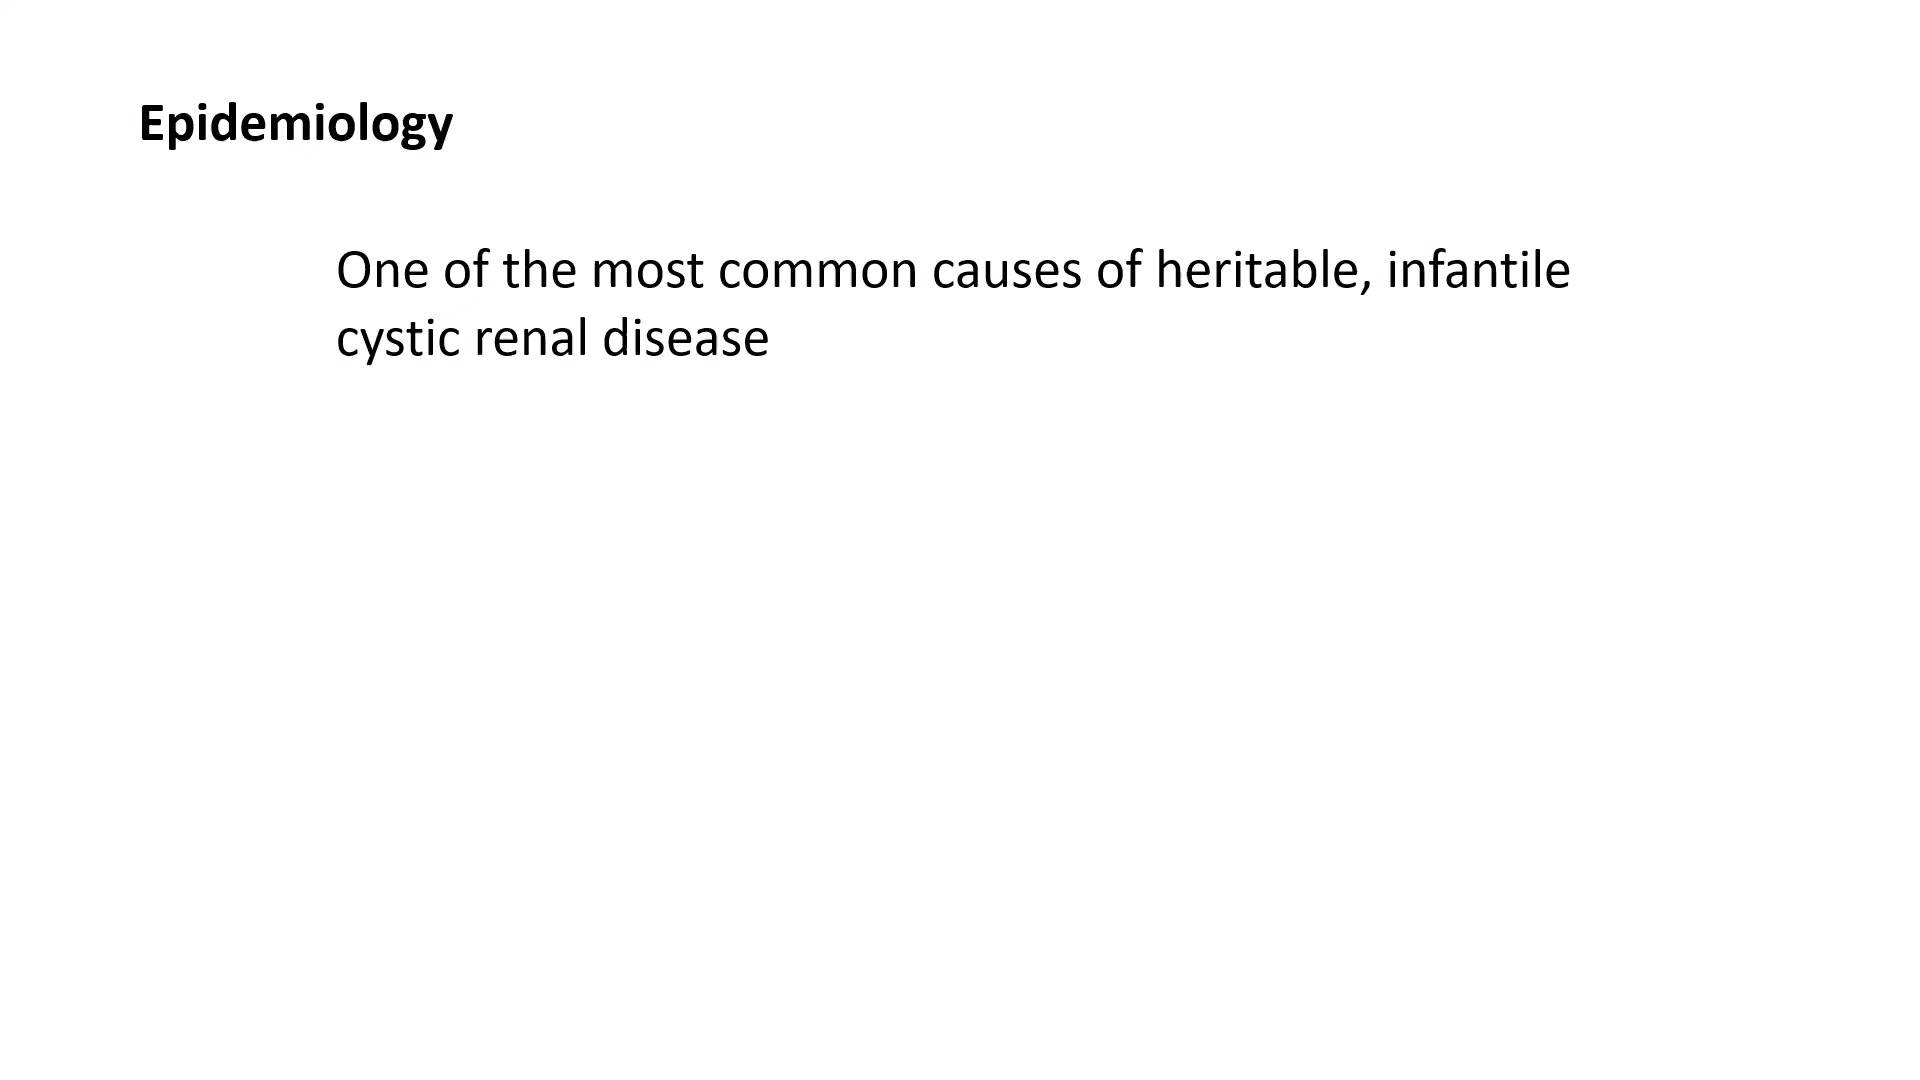 Epidemiology
One of the most common causes of heritable, infantile
cystic renal disease